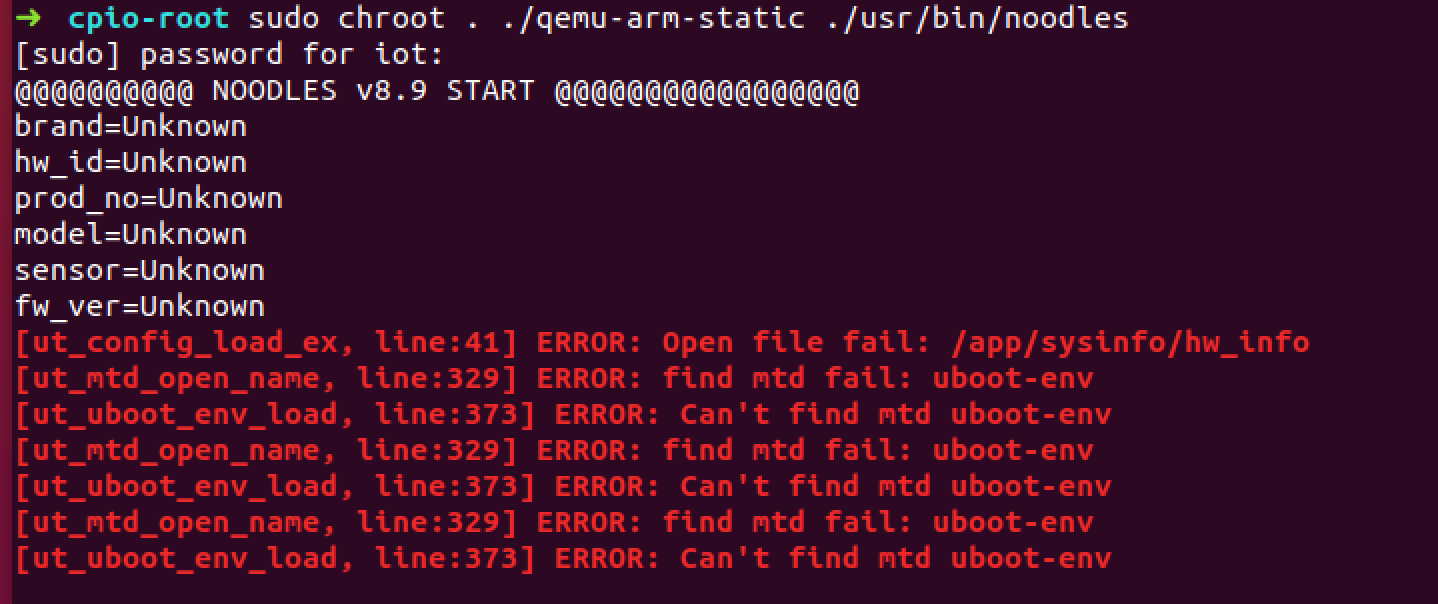 ➜ cpio-root sudo chroot . ./qemu-arm-static ./usr/bin/noodles
[sudo] password for iot:
@@@@@@@@@@ NOODLES v8.9 START @@@@@@@@@@@@@@@@@
brand=Unknown
hw_id=Unknown
prod_no=Unknown
model=Unknown
sensor=Unknown
fw_ver=Unknown
[ut_config_load_ex, line:41] ERROR: Open file fail: /app/sysinfo/hw_info
[ut_mtd_open_name, line:329] ERROR: find mtd fail: uboot-env
[ut_uboot_env_load, line:373] ERROR: Can't find mtd uboot-env
[ut_mtd_open_name, line:329] ERROR: find mtd fail: uboot-env
[ut_uboot_env_load, line:373] ERROR: Can't find mtd uboot-env
[ut_mtd_open_name, line:329] ERROR: find mtd fail: uboot-env
[ut_uboot_env_load, line:373] ERROR: Can't find mtd uboot-env